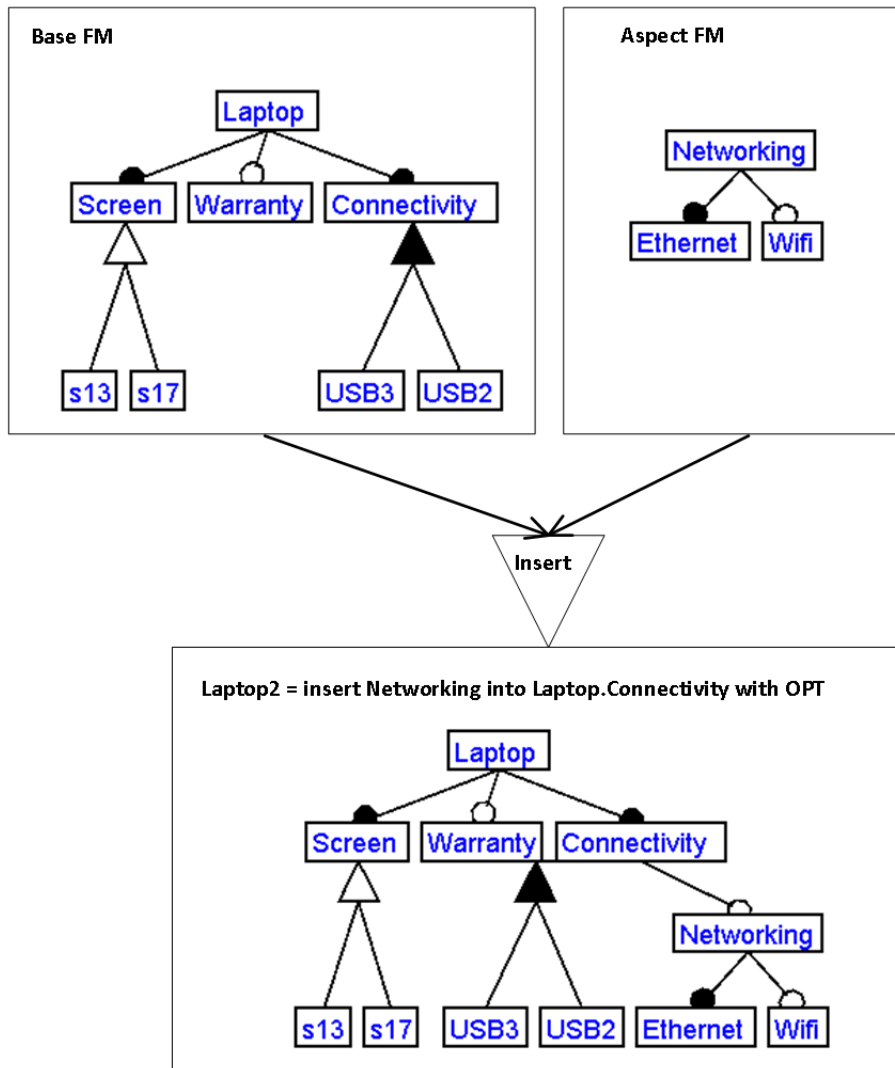 Base FM
Laptop
Screen Warranty Connectivity
s13 s17 USB3 USB2
Aspect FM
Networking
Ethernet Wifi
Insert
Laptop2 = insert Networking into Laptop.Connectivity with OPT
Laptop
Screen Warranty Connectivity
Networking
s13 s17 USB3 USB2 Ethernet Wifi